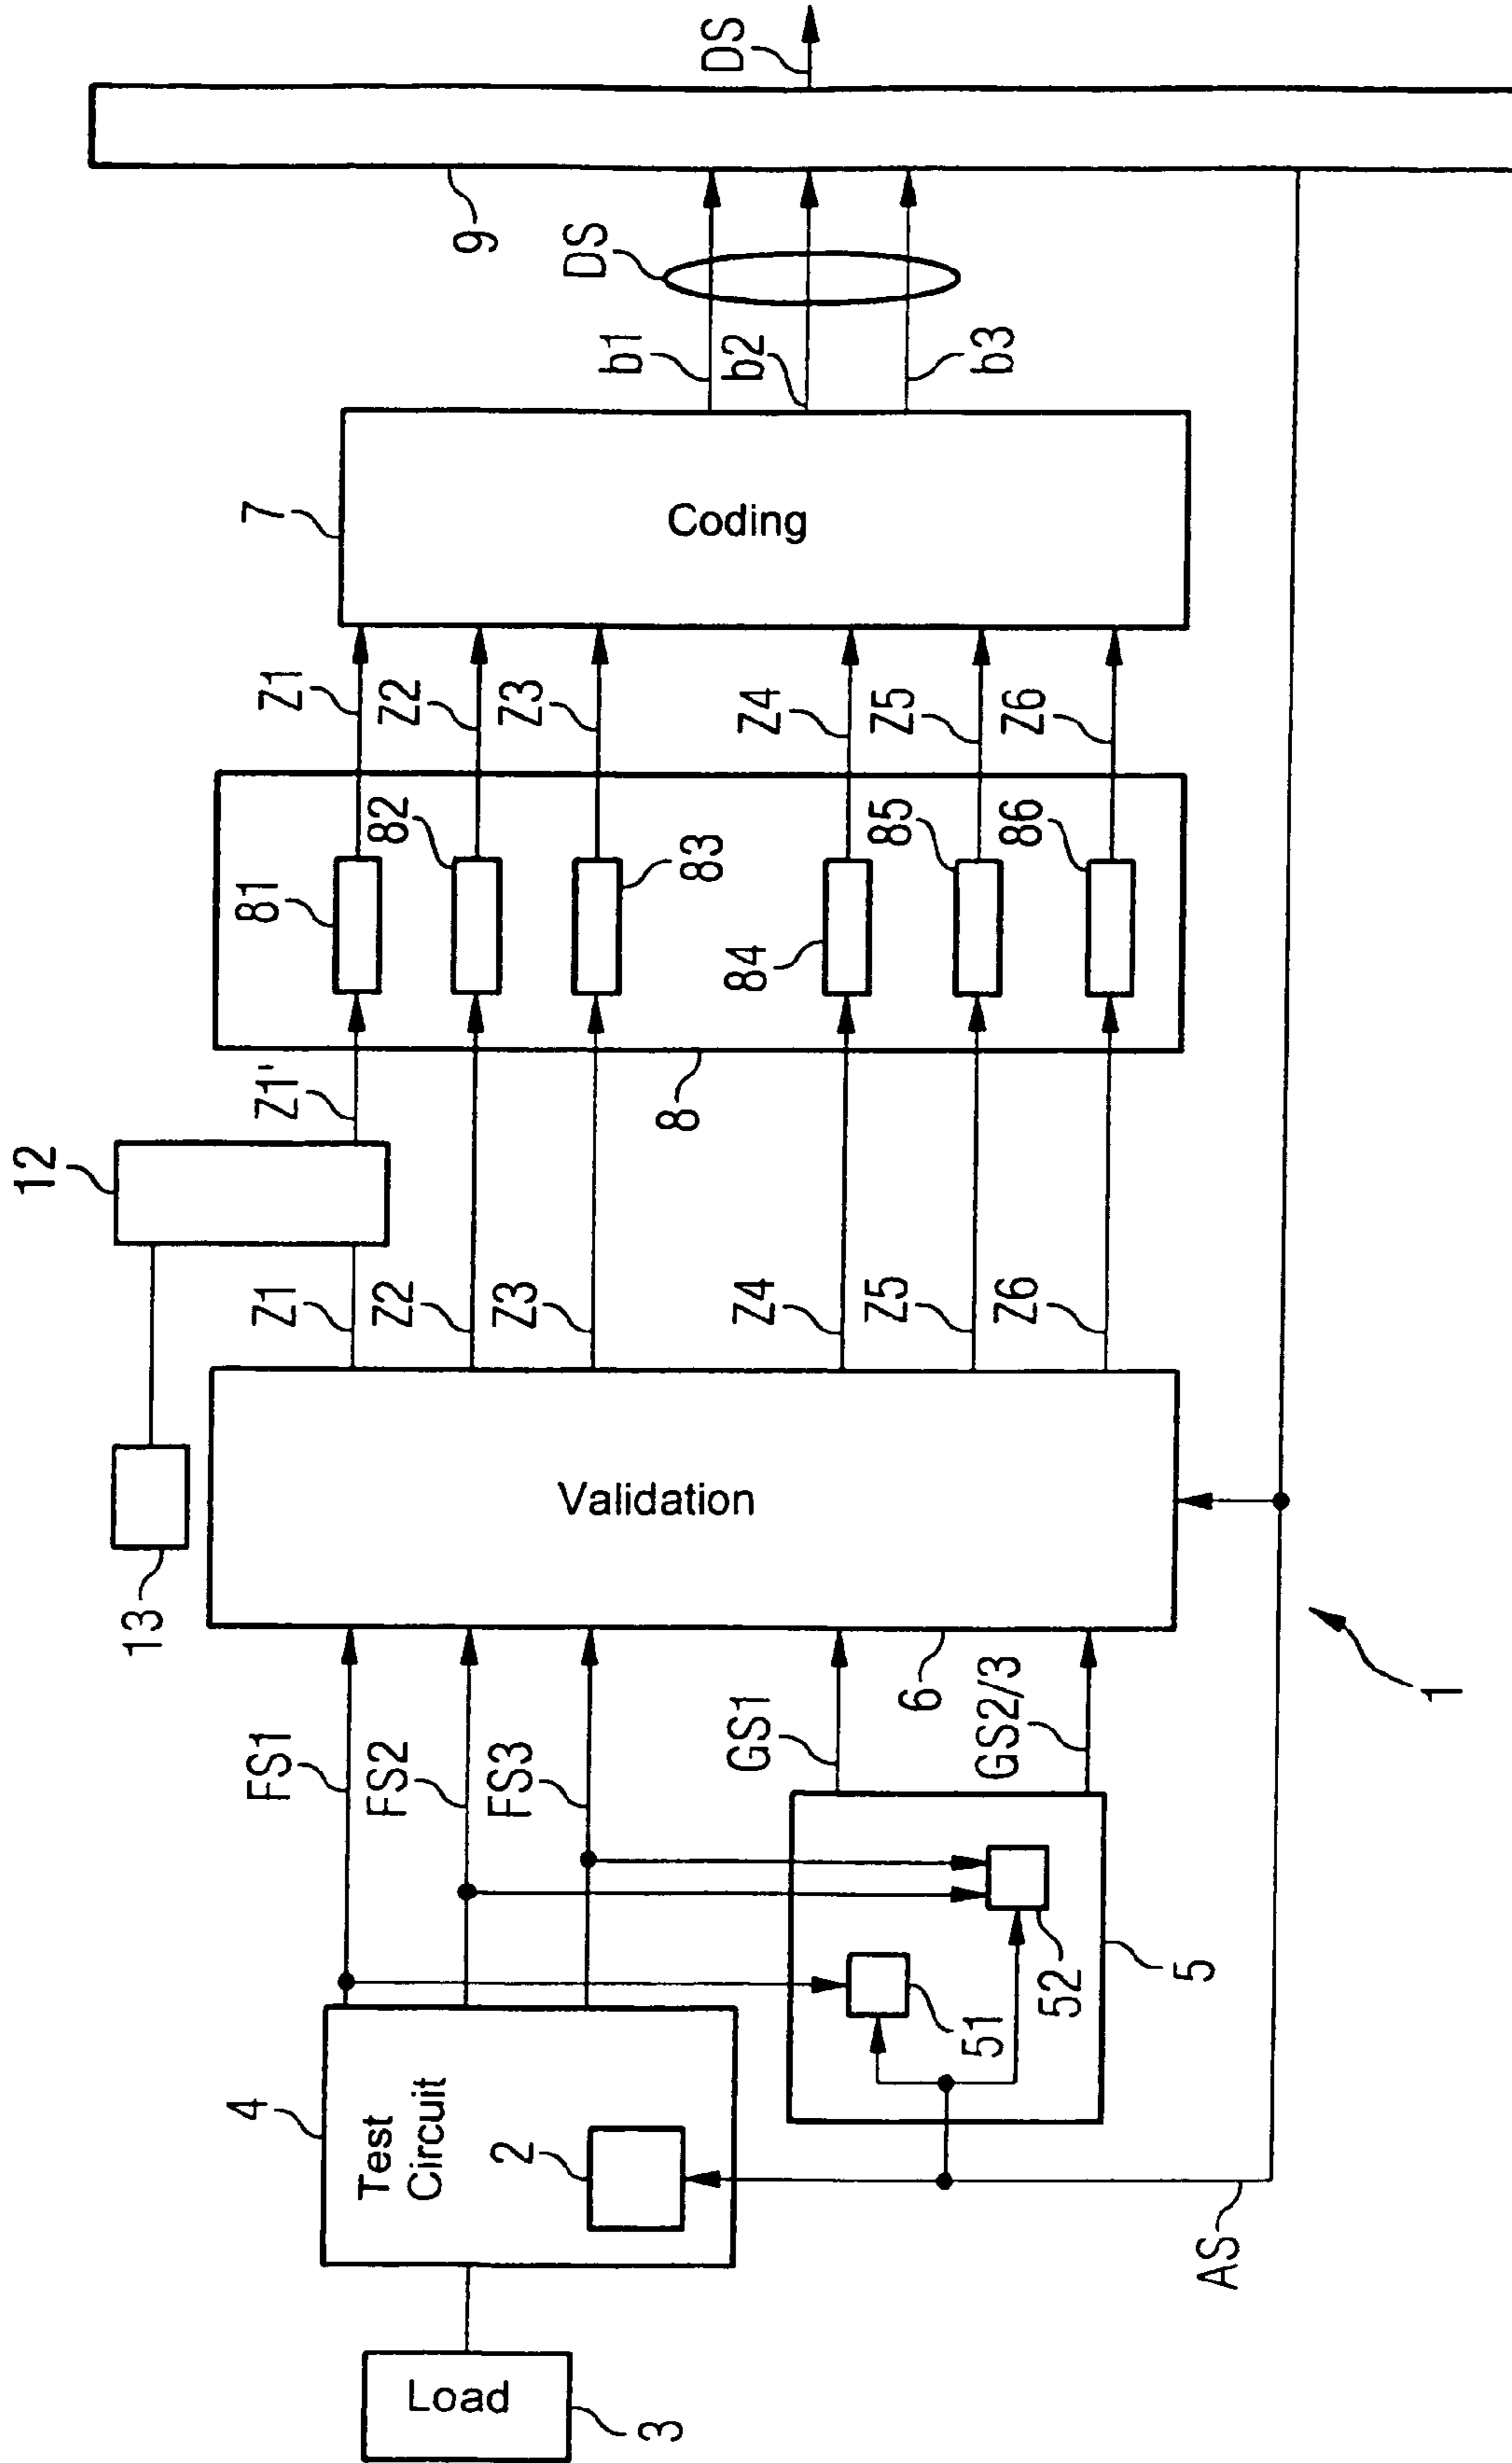 Load
3
4
Test
Circuit
2
AS
FS1
FS2
FS3
51
52
5
GS1
GS2/3
6
1
13
Validation
12
Z1
Z2
Z3
Z4
Z5
Z6
Z1'
8
81
82
83
84
85
86
Z1
Z2
Z3
Z4
Z5
Z6
7
Coding
b1
b2
b3
DS
9
DS